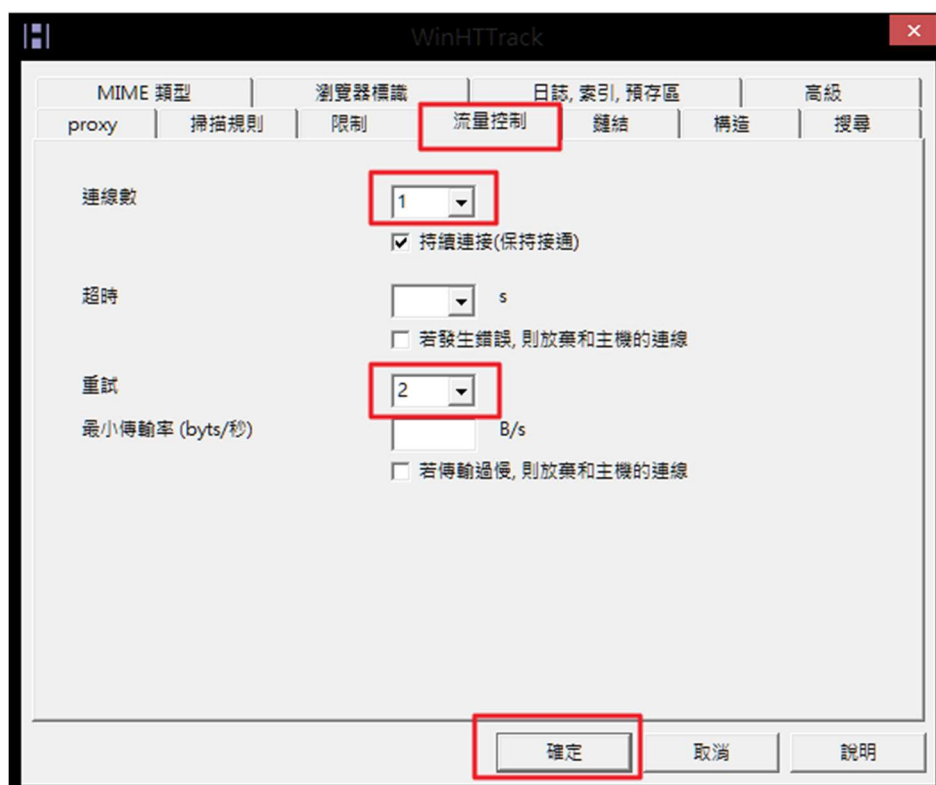 WinHTTrack
MIME 類型 瀏覽器標識 日誌, 索引, 預存區 高級
proxy 掃描規則 限制 流量控制 鏈結 構造 搜尋
連線數 1
持續連接(保持接通)
超時 s
若發生錯誤, 則放棄和主機的連線
重試 2
最小傳輸率 (byts/秒) B/s
若傳輸過慢, 則放棄和主機的連線
確定 取消 說明